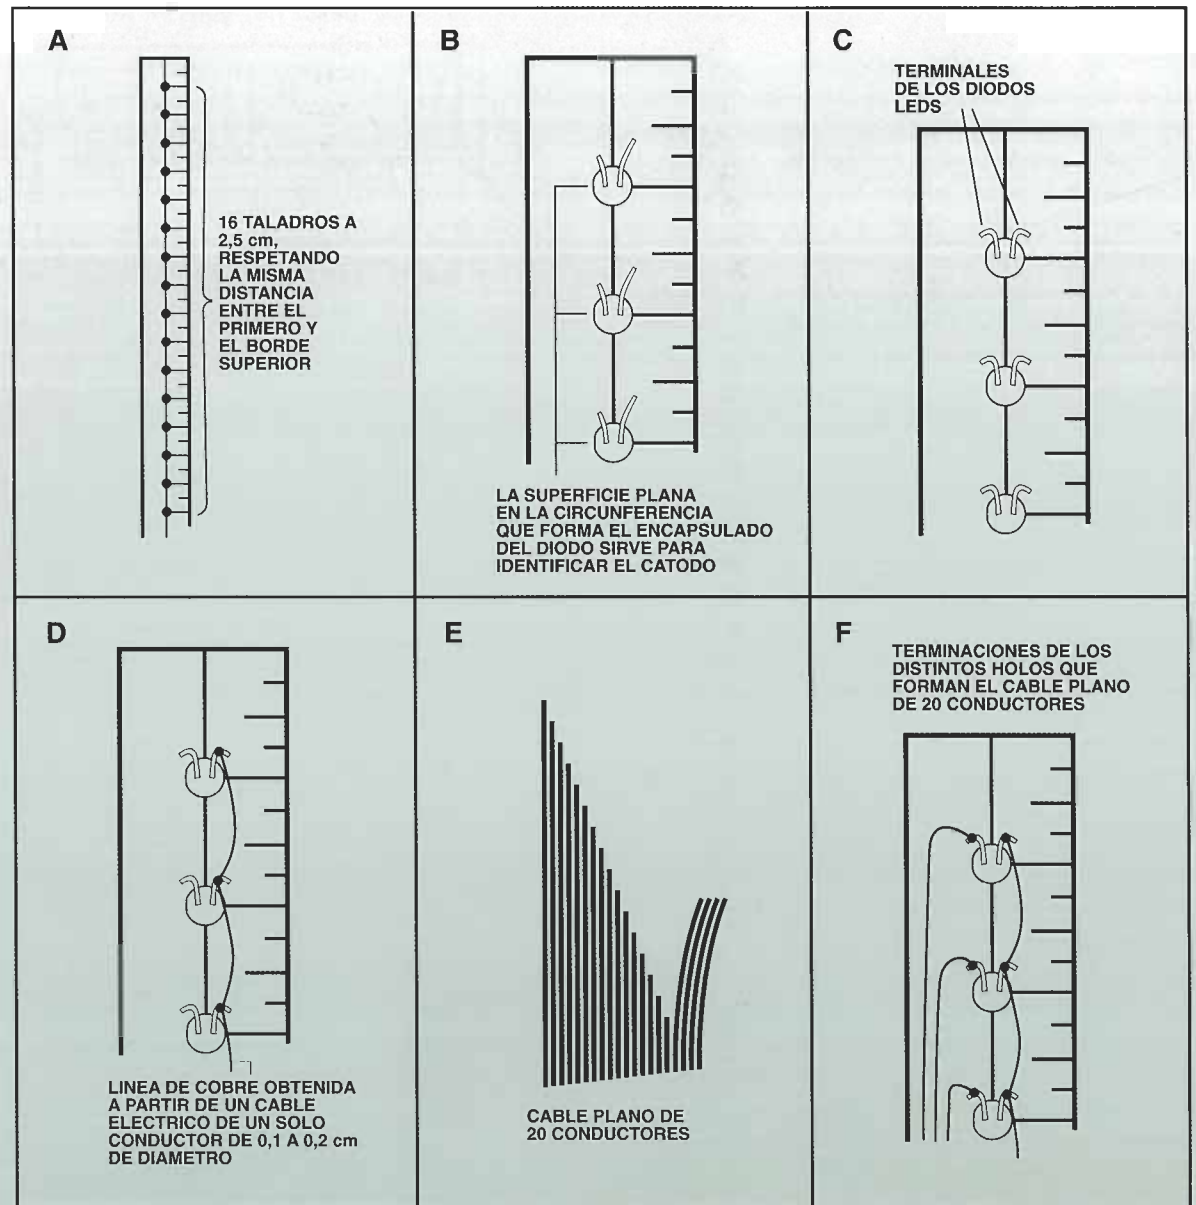 A
16 TALADROS A
2,5 cm,
RESPETANDO
LA MISMA
DISTANCIA
ENTRE EL
PRIMERO Y
EL BORDE
SUPERIOR
B
LA SUPERFICIE PLANA
EN LA CIRCUNFERENCIA
QUE FORMA EL ENCAPSULADO
DEL DIODO SIRVE PARA
IDENTIFICAR EL CATODO
C
TERMINALES
DE LOS DIODOS
LEDS
D
LINEA DE COBRE OBTENIDA
A PARTIR DE UN CABLE
ELECTRICO DE UN SOLO
CONDUCTOR DE 0,1 A 0,2 cm
DE DIAMETRO
E
CABLE PLANO DE
20 CONDUCTORES
F
TERMINACIONES DE LOS
DISTINTOS HOLOS QUE
FORMAN EL CABLE PLANO
DE 20 CONDUCTORES